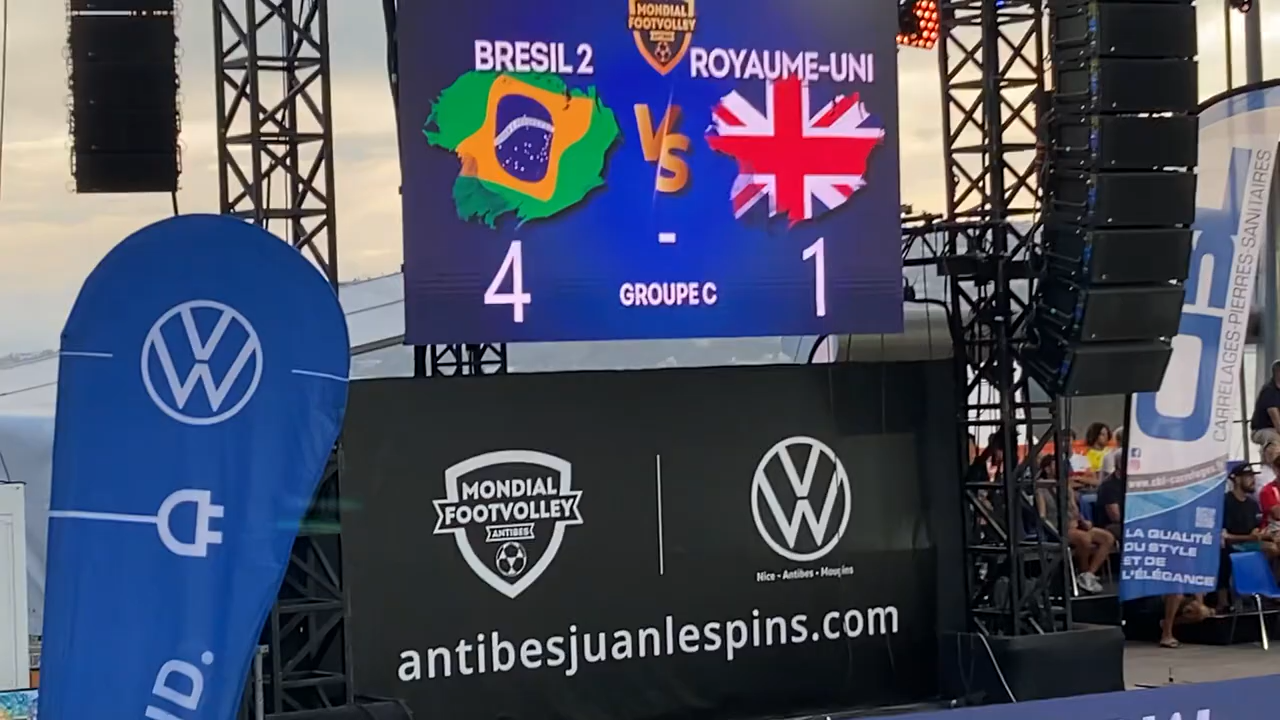 MONDIAL
FOOTVOLLEY
ANTIBES
BRESIL 2
ROYAUME-UNI
VS
4
-
1
GROUPE C
MONDIAL
FOOTVOLLEY
ANTIBES
Nice - Antibes - Mougins
antibesjuanlespins.com
CARRELAGES-PIERRES-SANITAIRES
LA QUALITÉ
DU STYLE
ET DE
L'ÉLÉGANCE